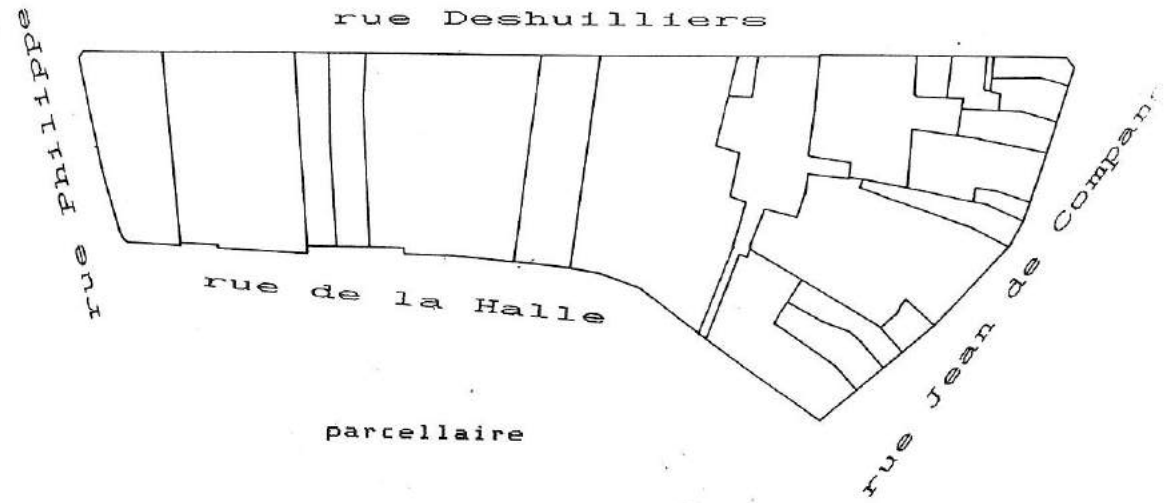 rue Deshuilliers
rue Philippe
rue de la Halle
rue Jean de Compans
parcellaire